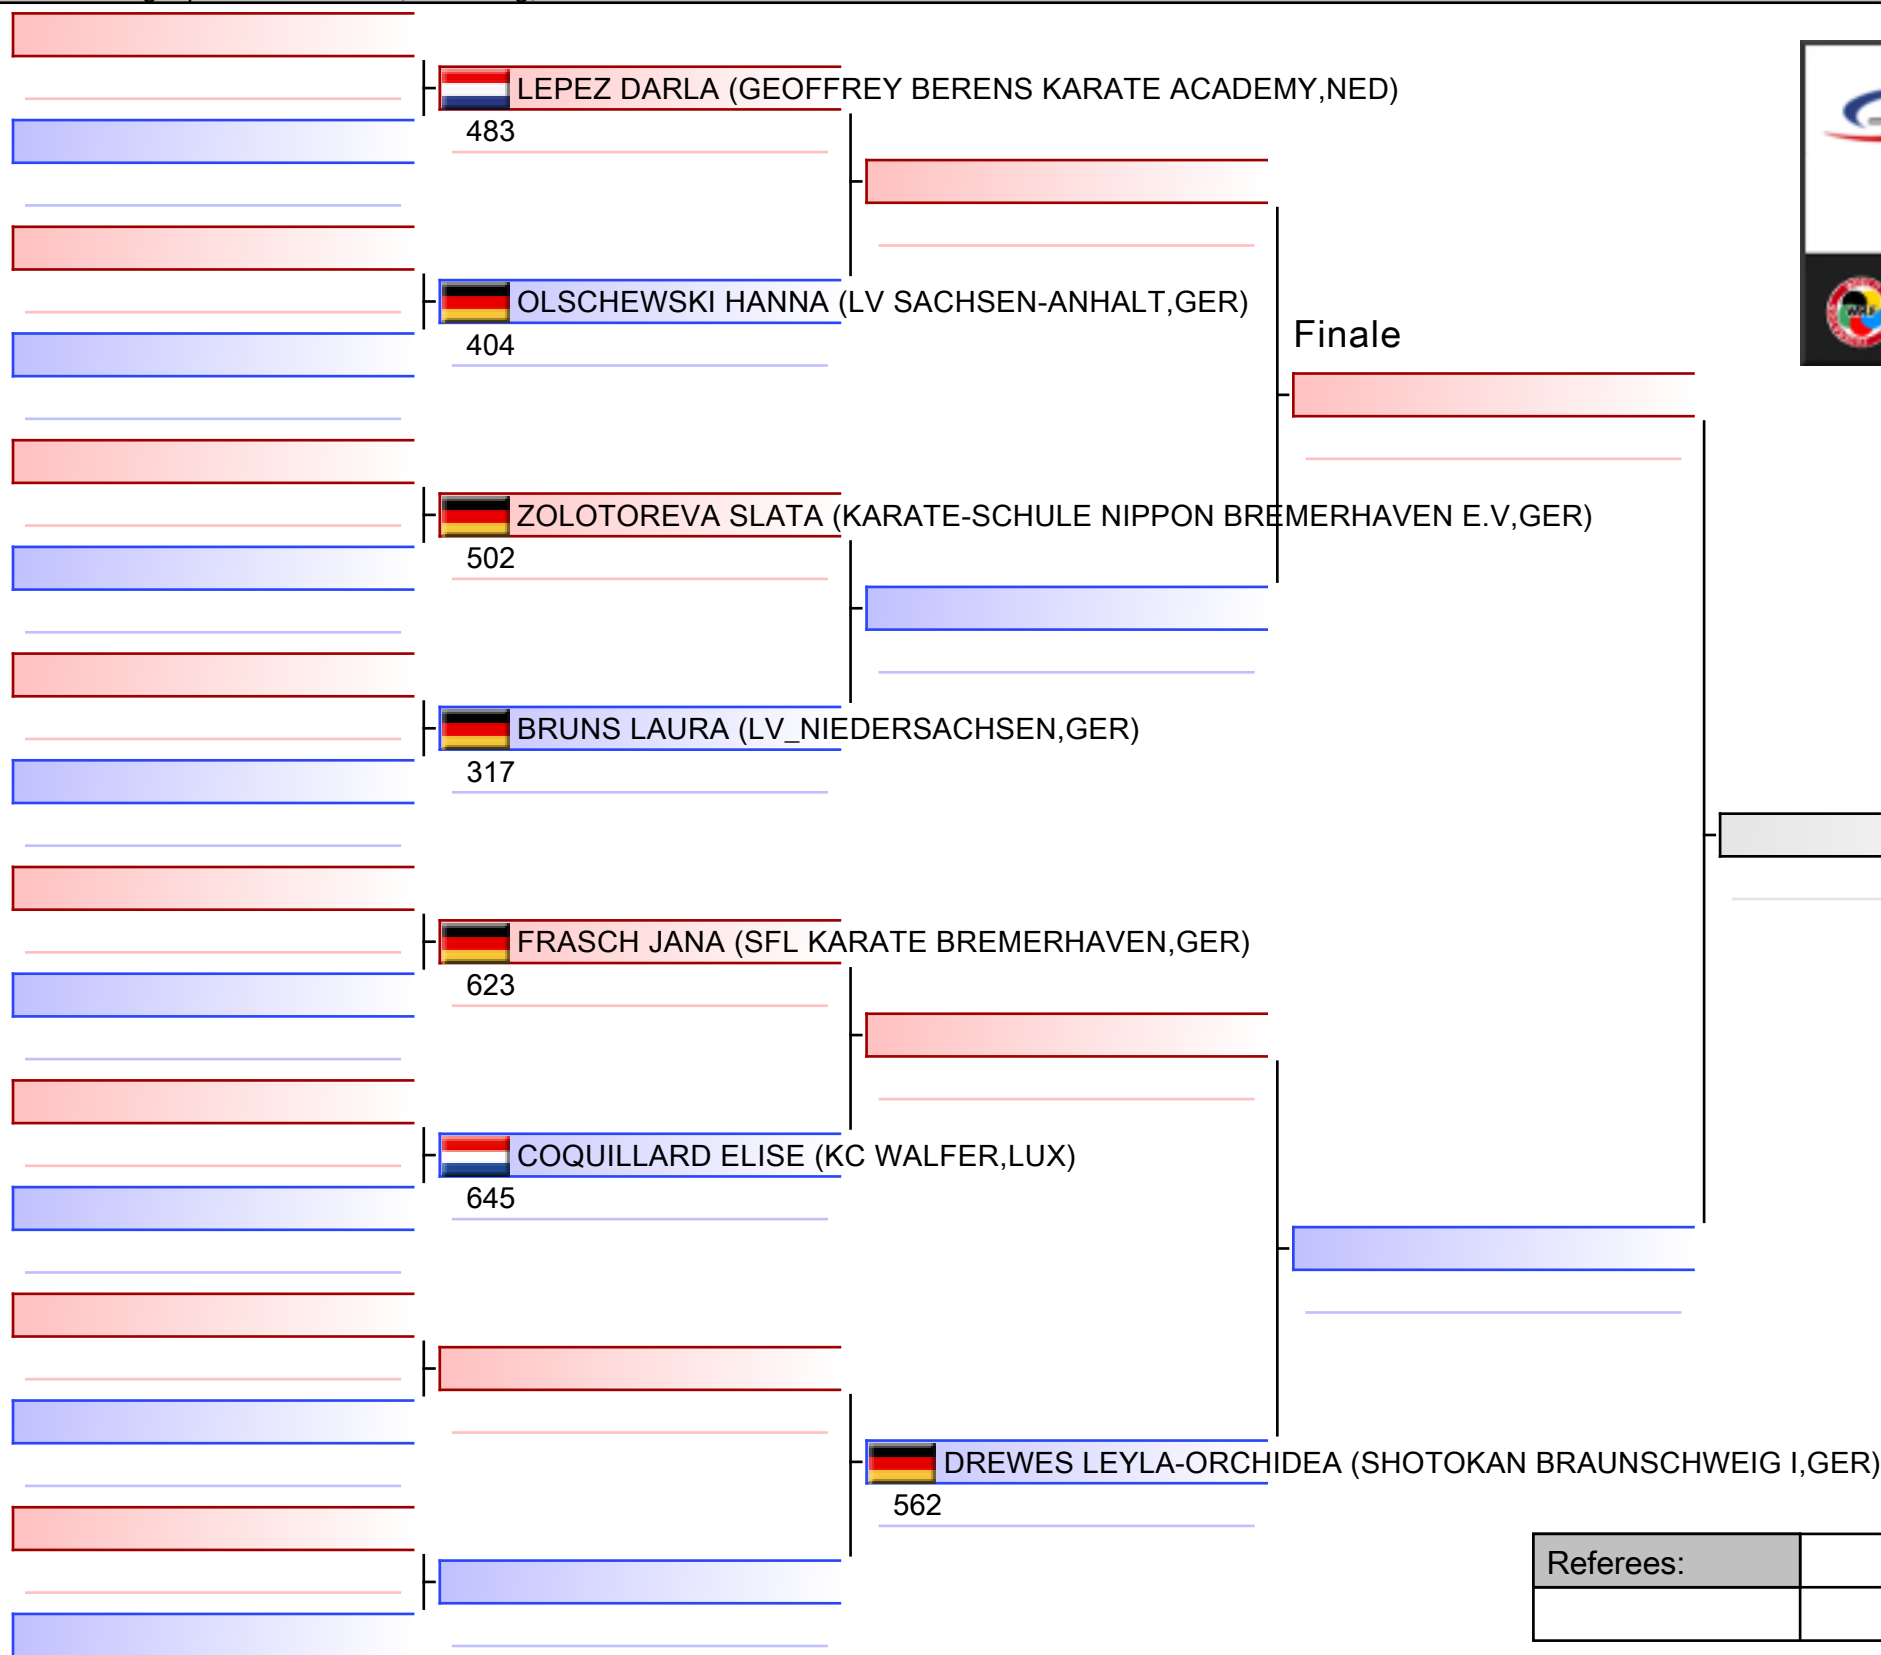 LEPEZ DARLA (GEOFFREY BERENS KARATE ACADEMY,NED)
483
OLSCHEWSKI HANNA (LV SACHSEN-ANHALT,GER)
404
Finale
ZOLOTOREVA SLATA (KARATE-SCHULE NIPPON BREMERHAVEN E.V,GER)
502
BRUNS LAURA (LV_NIEDERSACHSEN,GER)
317
FRASCH JANA (SFL KARATE BREMERHAVEN,GER)
623
COQUILLARD ELISE (KC WALFER,LUX)
645
DREWES LEYLA-ORCHIDEA (SHOTOKAN BRAUNSCHWEIG I,GER)
562
Referees: